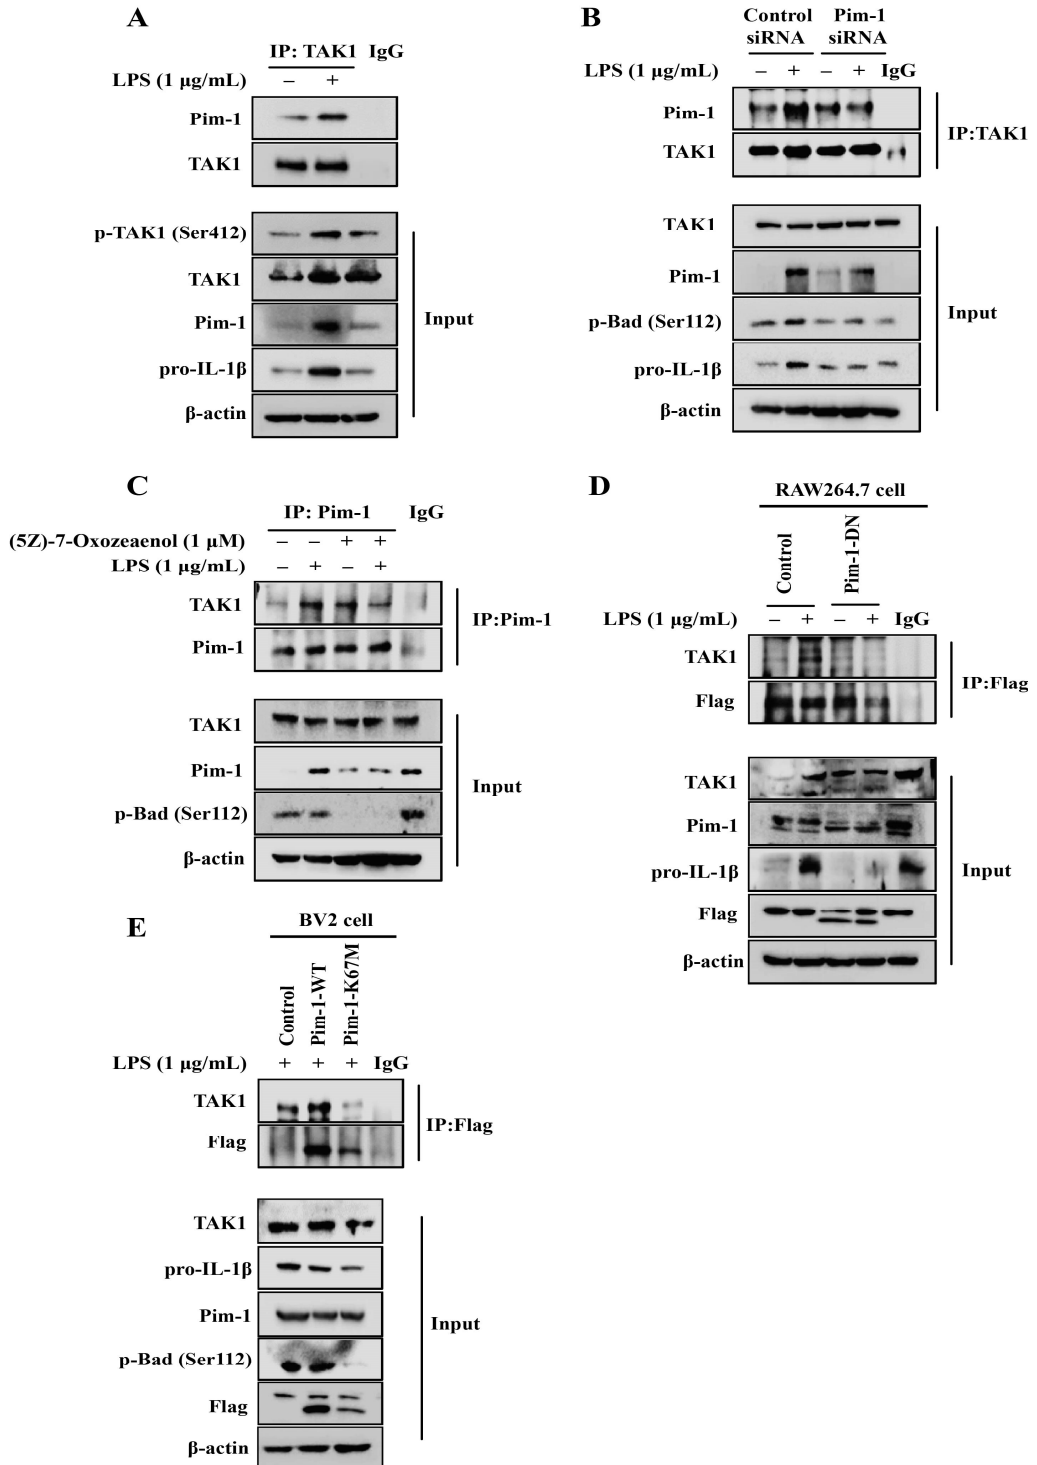 A
IP: TAK1 IgG
LPS (1 μg/mL) – +
Pim-1
TAK1
p-TAK1 (Ser412)
TAK1
Pim-1
pro-IL-1β
β-actin
Input
B
Control siRNA Pim-1 siRNA
LPS (1 μg/mL) – + – + IgG
Pim-1
TAK1
IP:TAK1
TAK1
Pim-1
p-Bad (Ser112)
pro-IL-1β
β-actin
Input
C
IP: Pim-1 IgG
(5Z)-7-Oxozeaenol (1 μM) – – + +
LPS (1 μg/mL) – + – +
TAK1
Pim-1
IP:Pim-1
TAK1
Pim-1
p-Bad (Ser112)
β-actin
Input
D
RAW264.7 cell
Control
Pim-1-DN
LPS (1 μg/mL) – + – + IgG
TAK1
Flag
IP:Flag
TAK1
Pim-1
pro-IL-1β
Flag
β-actin
Input
E
BV2 cell
Control
Pim-1-WT
Pim-1-K67M
LPS (1 μg/mL) + + + IgG
TAK1
Flag
IP:Flag
TAK1
pro-IL-1β
Pim-1
p-Bad (Ser112)
Flag
β-actin
Input